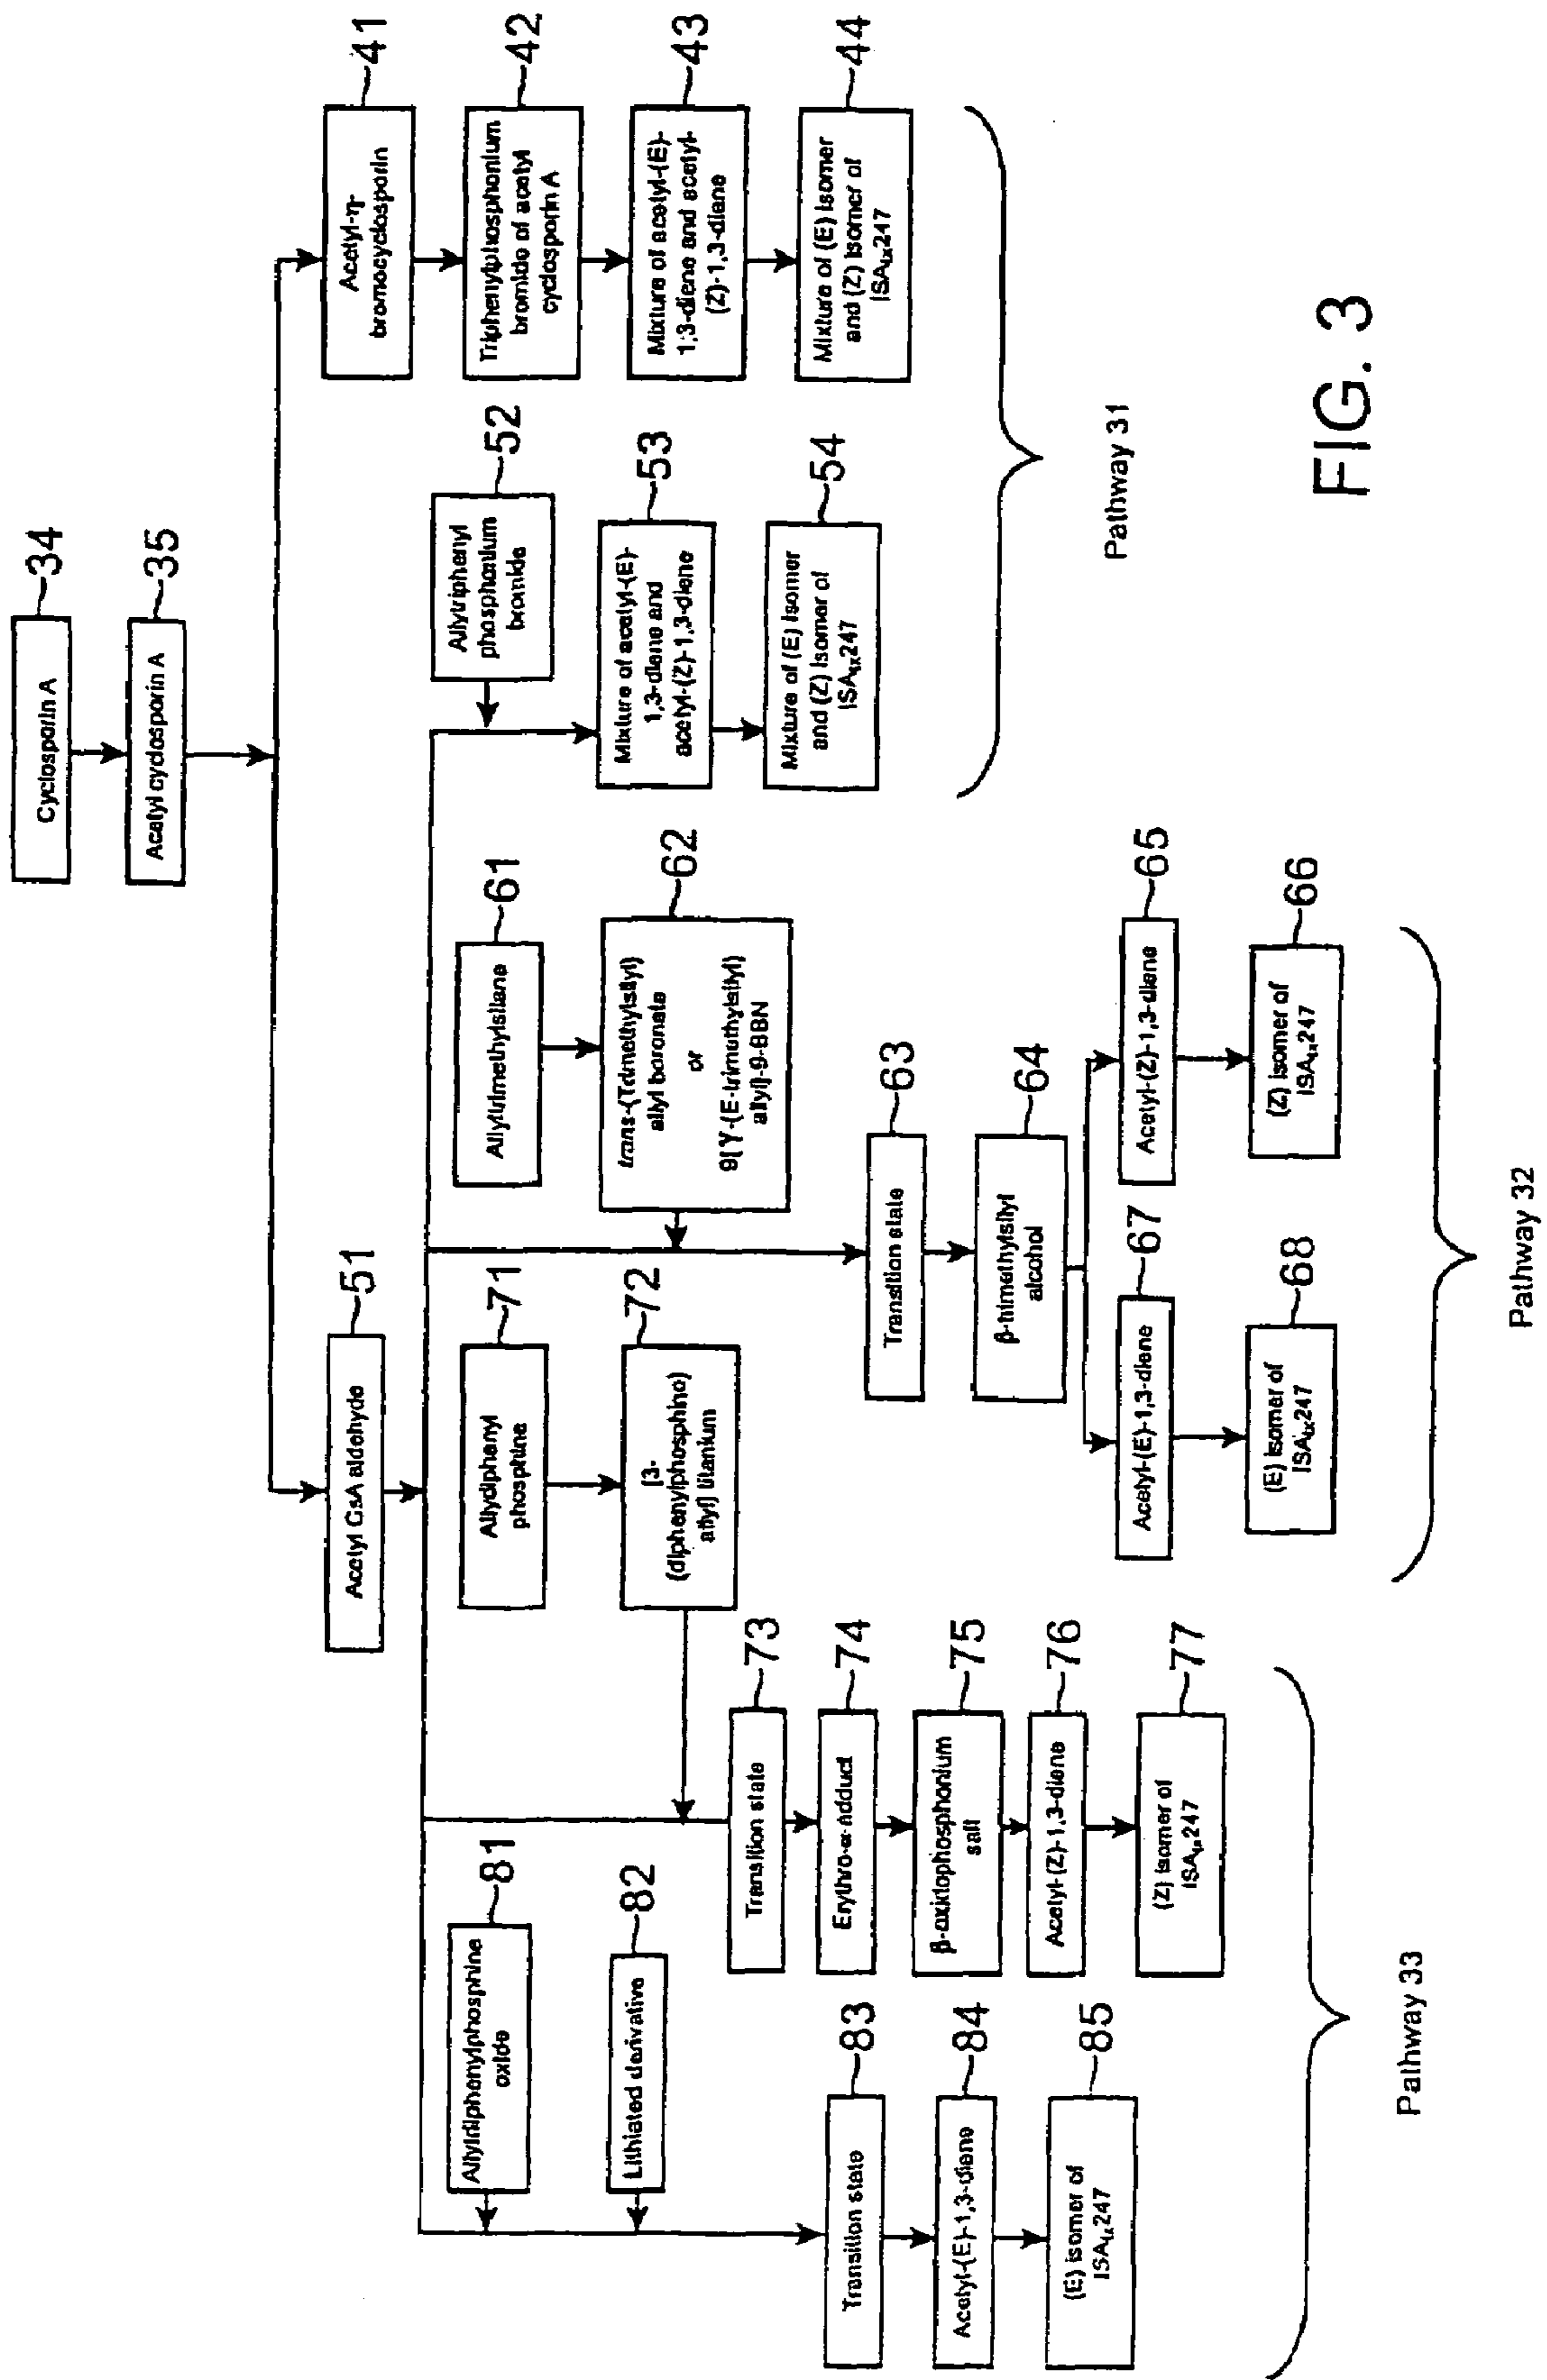 Cyclosporin A
34
Acetyl cyclosporin A
35
Acetyl-η-
bromocyclosporin
41
Triphenylphosphonium
bromide of acetyl
cyclosporin A
42
Mixture of acetyl-(E)-
1,3-diene and acetyl-
(Z)-1,3-diene
43
Mixture of (E) isomer
and (Z) isomer of
ISAtx247
44
Acetyl CsA aldehyde
51
Allyltriphenyl
phosphonium
bromide
52
Mixture of acetyl-(E)-
1,3-diene and
acetyl-(Z)-1,3-diene
53
Mixture of (E) isomer
and (Z) isomer of
ISAtx247
54
Pathway 31
Allyltrimethylsilane
61
trans-(Trimethylsilyl)
allyl boronate
or
9(Y-(E-trimethylsilyl)
allyl)-9-BBN
62
Transition state
63
β-trimethylsilyl
alcohol
64
Acetyl-(Z)-1,3-diene
65
(Z) isomer of
ISAtx247
66
Acetyl-(E)-1,3-diene
67
(E) isomer of
ISAtx247
68
Pathway 32
Allyldiphenyl
phosphine
71
[3-
(diphenylphosphino)
allyl] titanium
72
Transition state
73
Erythro-α-adduct
74
β-oxidophosphonium
salt
75
Acetyl-(Z)-1,3-diene
76
(Z) isomer of
ISAtx247
77
Allyldiphenylphosphine
oxide
81
Lithiated derivative
82
Transition state
83
Acetyl-(E)-1,3-diene
84
(E) isomer of
ISAtx247
85
Pathway 33
FIG. 3